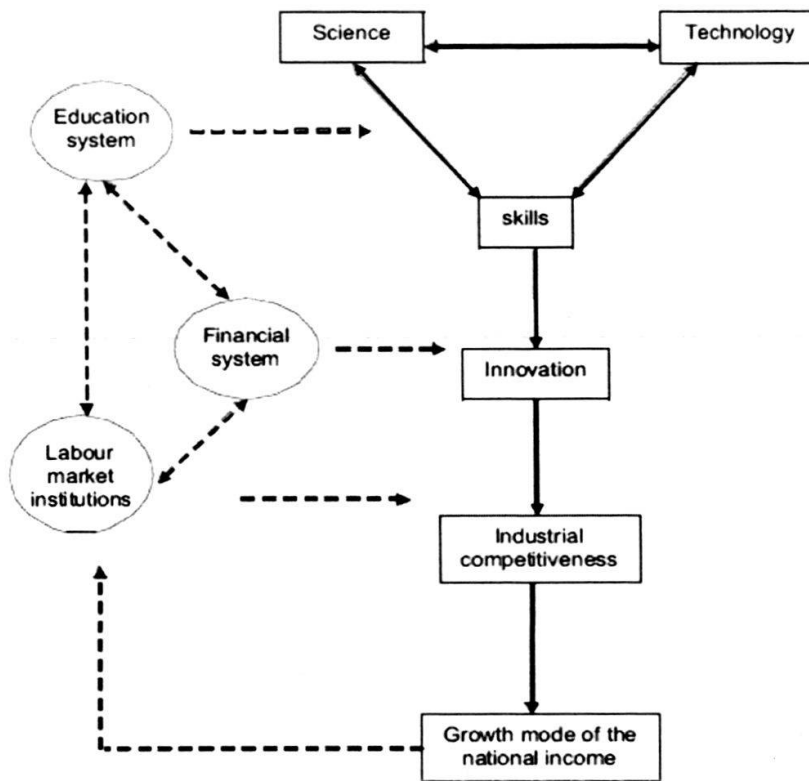 Science
Technology
Education
system
skills
Financial
system
Innovation
Labour
market
institutions
Industrial
competitiveness
Growth mode of the
national income